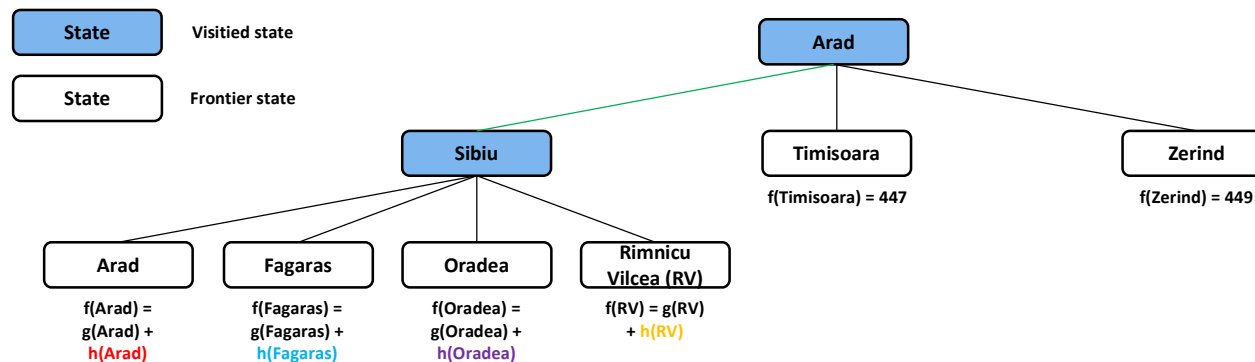 State
Visitied state
Arad
State
Frontier state
Sibiu
Timisoara
Zerind
f(Timisoara) = 447
f(Zerind) = 449
Arad
Fagaras
Oradea
Rimnicu
Vilcea (RV)
f(Arad) =
g(Arad) +
h(Arad)
f(Fagaras) =
g(Fagaras) +
h(Fagaras)
f(Oradea) =
g(Oradea) +
h(Oradea)
f(RV) = g(RV)
+ h(RV)